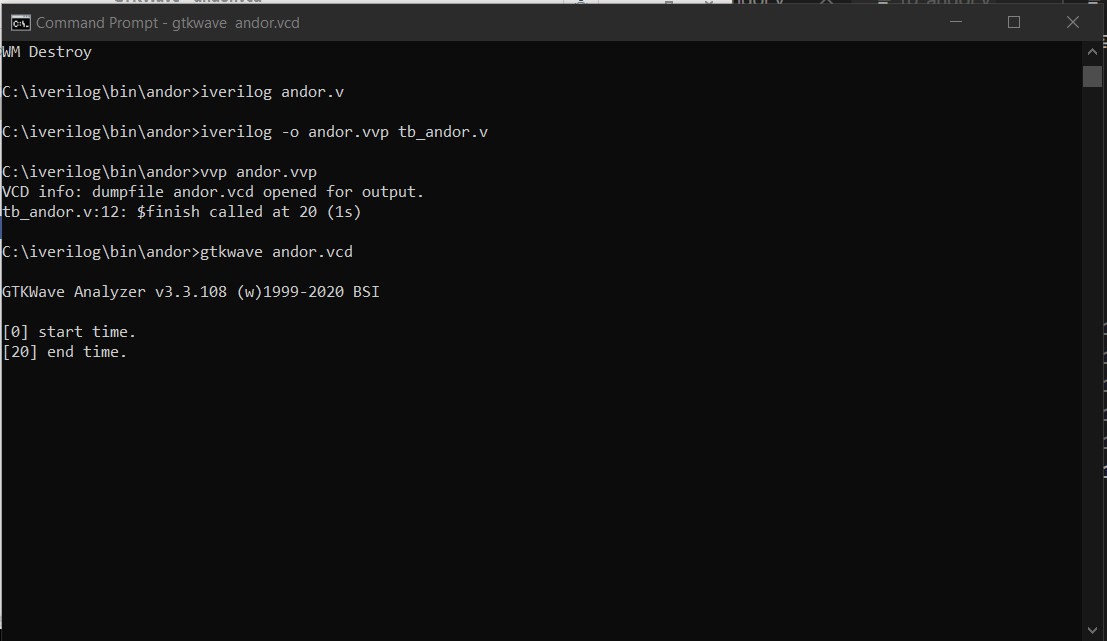 Command Prompt - gtkwave  andor.vcd
WM Destroy
C:\iverilog\bin\andor>iverilog andor.v
C:\iverilog\bin\andor>iverilog -o andor.vvp tb_andor.v
C:\iverilog\bin\andor>vvp andor.vvp
VCD info: dumpfile andor.vcd opened for output.
tb_andor.v:12: $finish called at 20 (1s)
C:\iverilog\bin\andor>gtkwave andor.vcd
GTKWave Analyzer v3.3.108 (w)1999-2020 BSI
[0] start time.
[20] end time.